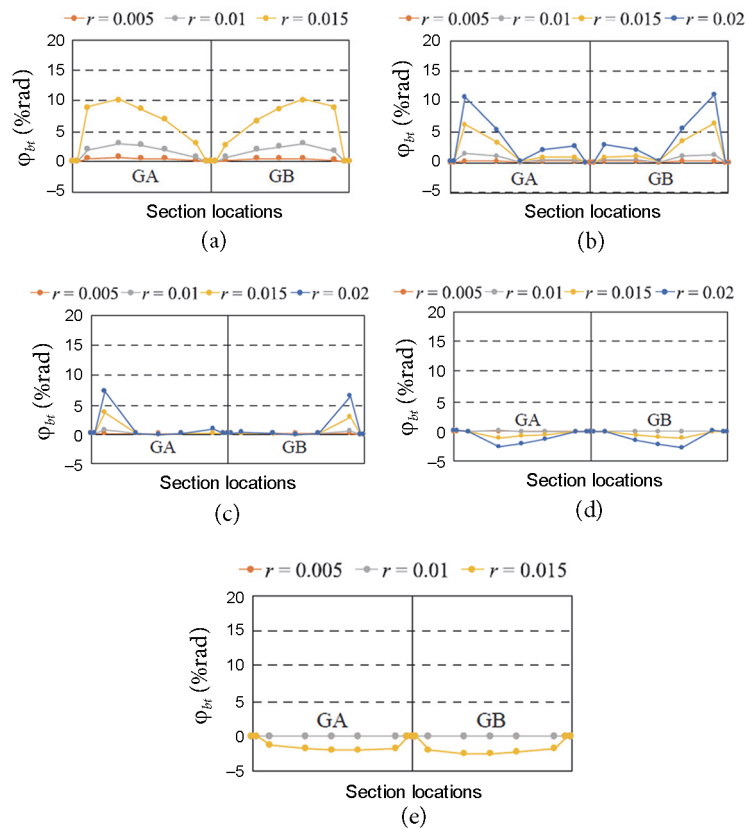 r = 0.005 r = 0.01 r = 0.015
20
15
10
5
0
−5
φbt (%rad)
GA GB
Section locations
(a)
r = 0.005 r = 0.01 r = 0.015 r = 0.02
20
15
10
5
0
−5
φbt (%rad)
GA GB
Section locations
(b)
r = 0.005 r = 0.01 r = 0.015 r = 0.02
20
15
10
5
0
−5
φbt (%rad)
GA GB
Section locations
(c)
r = 0.005 r = 0.01 r = 0.015 r = 0.02
20
15
10
5
0
−5
φbt (%rad)
GA GB
Section locations
(d)
r = 0.005 r = 0.01 r = 0.015
20
15
10
5
0
−5
φbt (%rad)
GA GB
Section locations
(e)